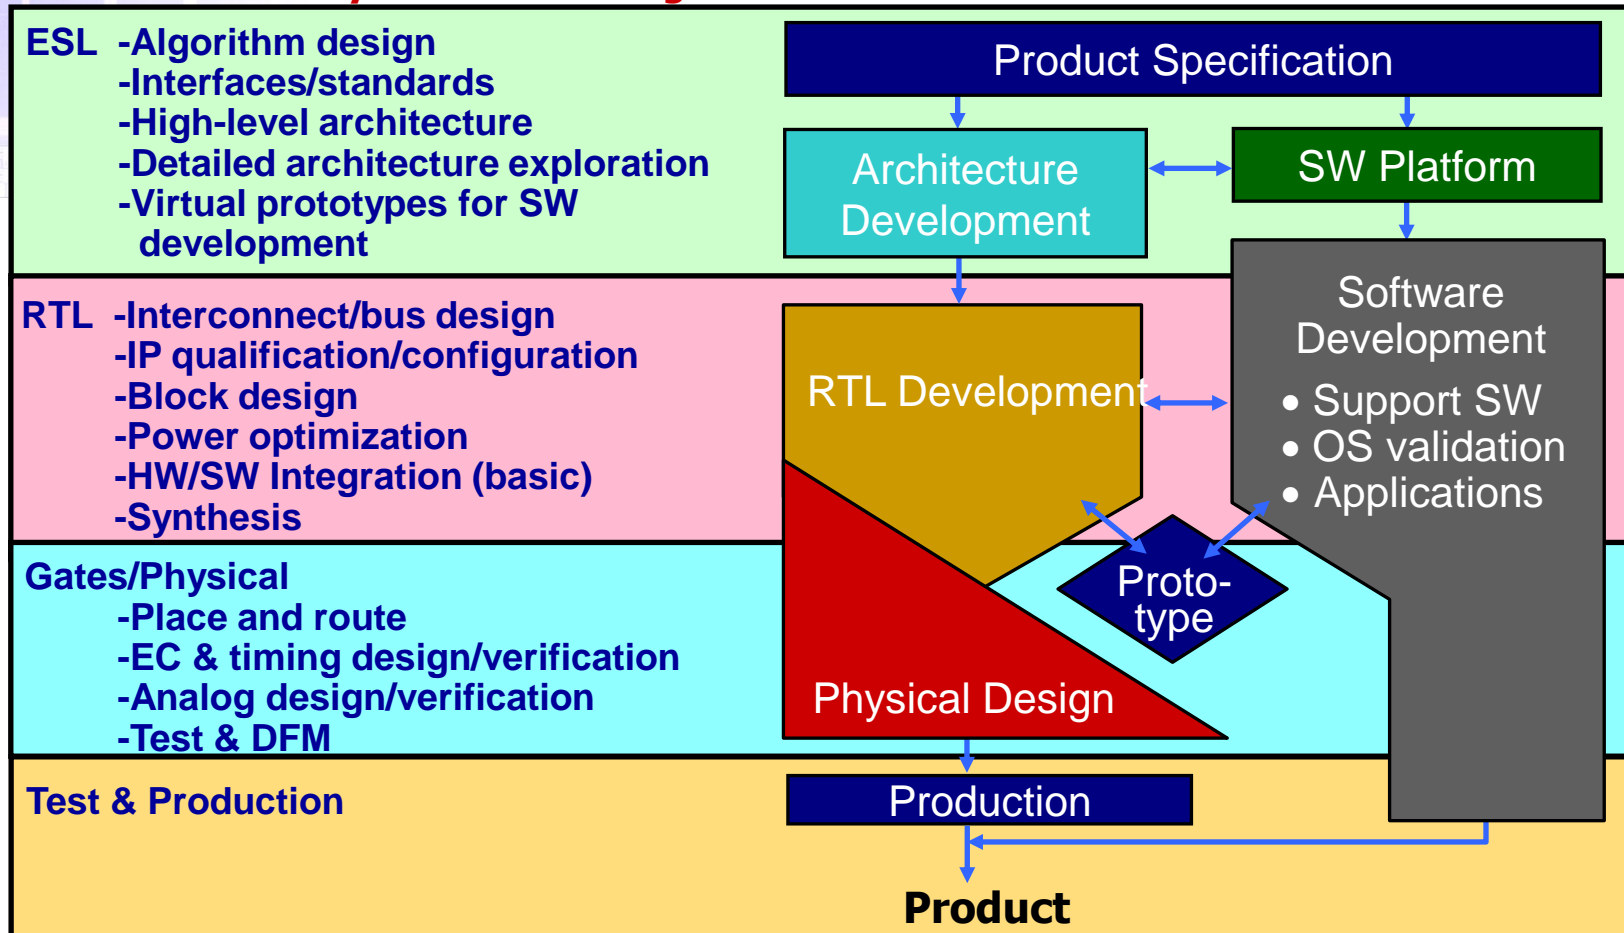 ESL -Algorithm design
-Interfaces/standards
-High-level architecture
-Detailed architecture exploration
-Virtual prototypes for SW
development
Product Specification
Architecture
Development
SW Platform
RTL -Interconnect/bus design
-IP qualification/configuration
-Block design
-Power optimization
-HW/SW Integration (basic)
-Synthesis
RTL Development
Software
Development
• Support SW
• OS validation
• Applications
Gates/Physical
-Place and route
-EC & timing design/verification
-Analog design/verification
-Test & DFM
Proto-
type
Physical Design
Test & Production
Production
Product